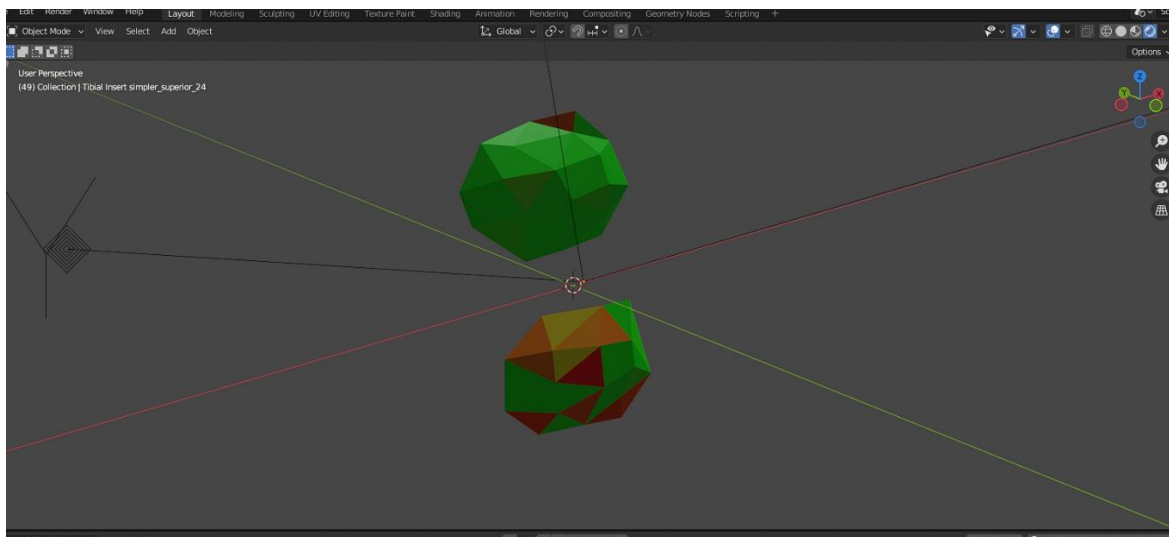 Edit Render Window Help Layout Modeling Sculpting UV Editing Texture Paint Shading Animation Rendering Compositing Geometry Nodes Scripting +
Object Mode View Select Add Object Global
Options
User Perspective
(49) Collection | Tibial Insert simpler_superior_24
Z
Y X